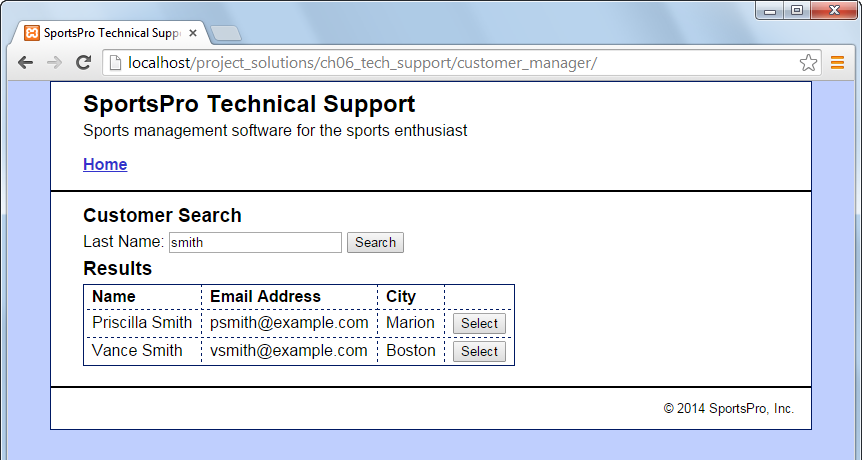 SportsPro Technical Supp
localhost/project_solutions/ch06_tech_support/customer_manager/
SportsPro Technical Support
Sports management software for the sports enthusiast
Home
Customer Search
Last Name: smith Search
Results
Name Email Address City
Priscilla Smith psmith@example.com Marion Select
Vance Smith vsmith@example.com Boston Select
© 2014 SportsPro, Inc.